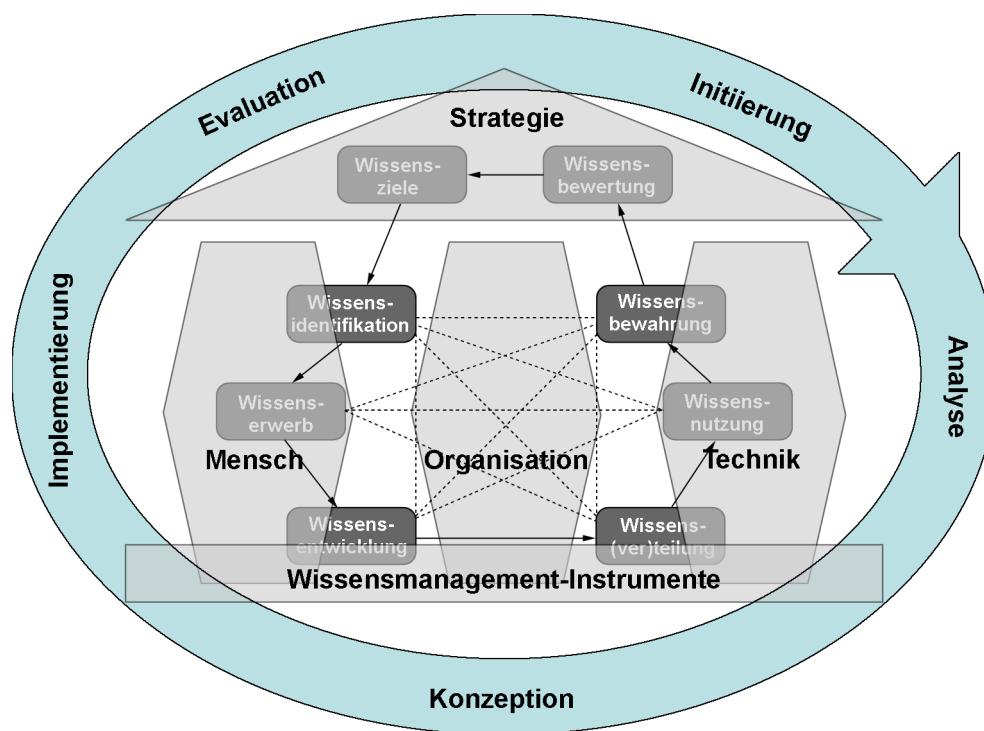 Evaluation
Initiierung
Strategie
Wissens-
ziele
Wissens-
bewertung
Implementierung
Wissens-
identifikation
Wissens-
bewahrung
Analyse
Wissens-
erwerb
Wissens-
nutzung
Mensch
Organisation
Technik
Wissens-
entwicklung
Wissens-
(ver)teilung
Wissensmanagement-Instrumente
Konzeption